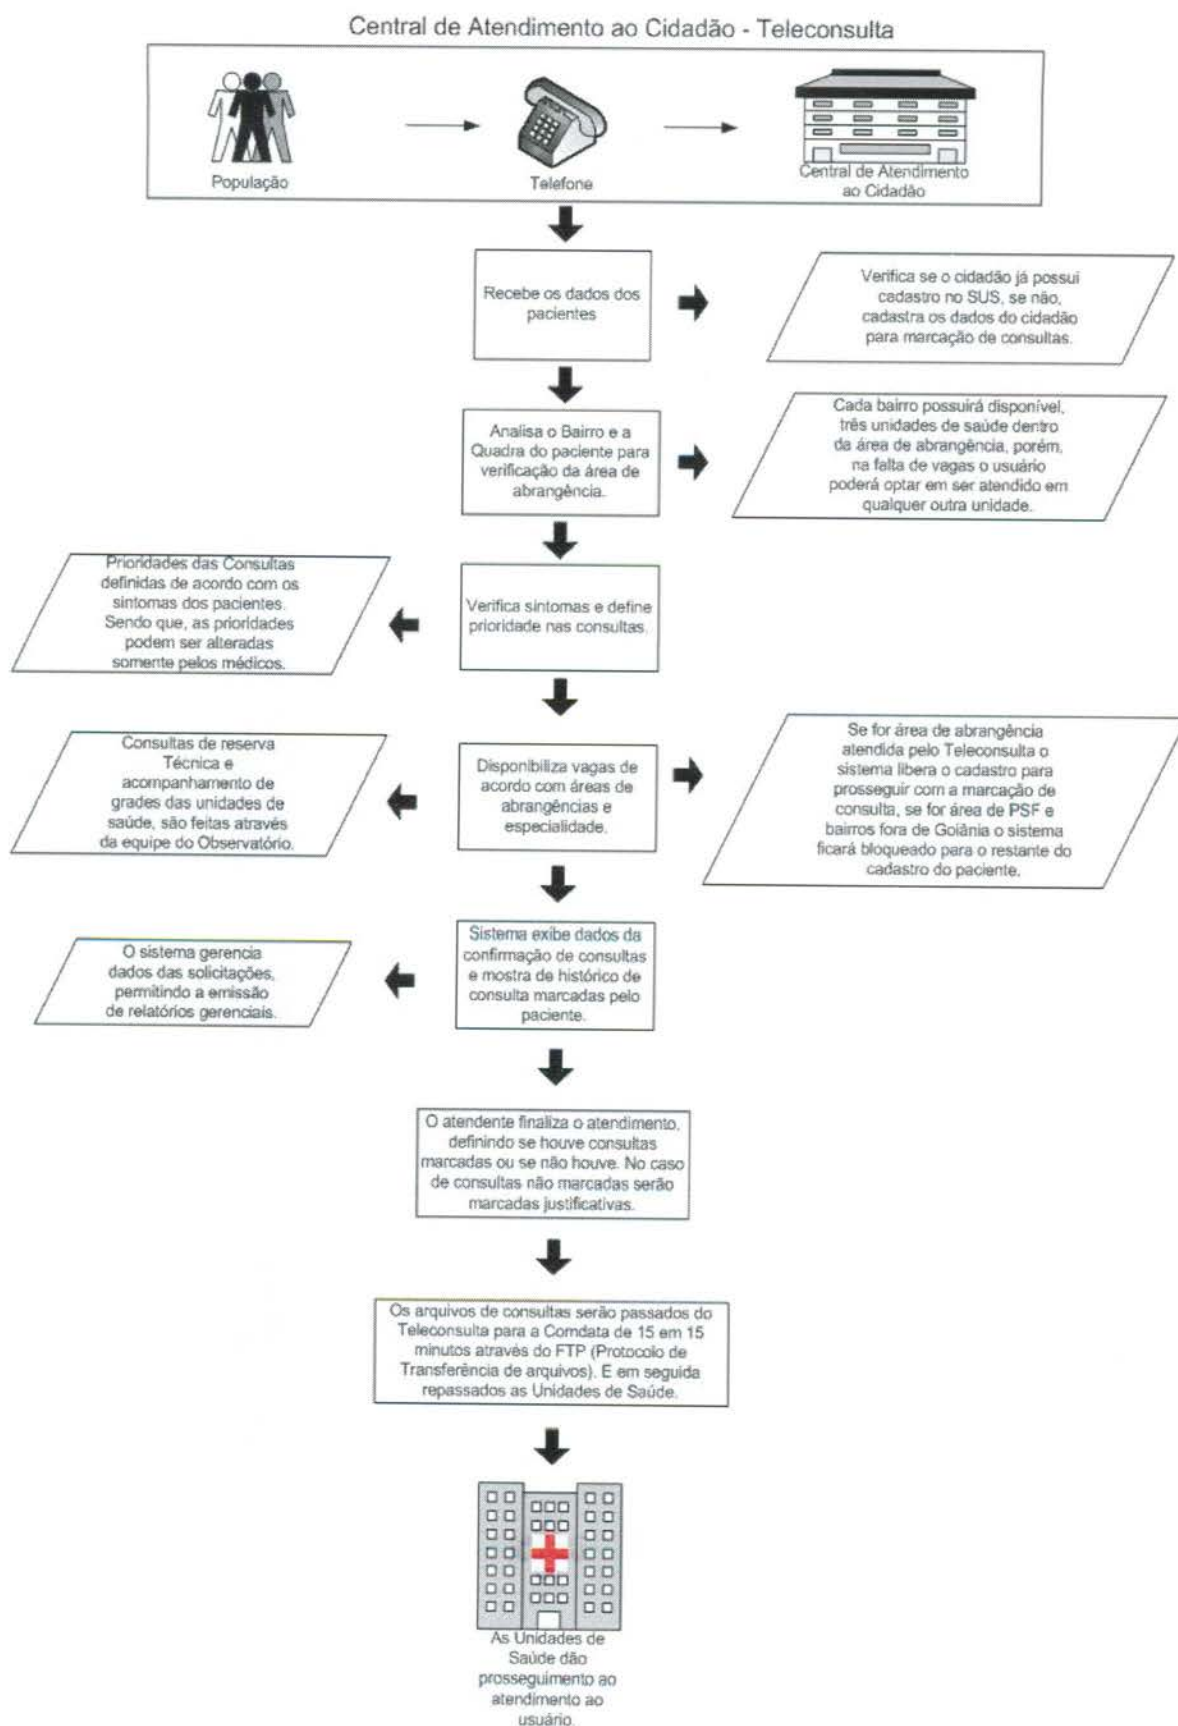 Central de Atendimento ao Cidadão - Teleconsulta
População
Telefone
Central de Atendimento
ao Cidadão
Recebe os dados dos
pacientes
Verifica se o cidadão já possui
cadastro no SUS, se não,
cadastra os dados do cidadão
para marcação de consultas.
Analisa o Bairro e a
Quadra do paciente para
verificação da área de
abrangência.
Cada bairro possuirá disponível,
três unidades de saúde dentro
da área de abrangência, porém,
na falta de vagas o usuário
poderá optar em ser atendido em
qualquer outra unidade.
Prioridades das Consultas
definidas de acordo com os
sintomas dos pacientes.
Sendo que, as prioridades
podem ser alteradas
somente pelos médicos.
Verifica sintomas e define
prioridade nas consultas.
Consultas de reserva
Técnica e
acompanhamento de
grades das unidades de
saúde, são feitas através
da equipe do Observatório.
Disponibiliza vagas de
acordo com áreas de
abrangências e
especialidade.
Se for área de abrangência
atendida pelo Teleconsulta o
sistema libera o cadastro para
prosseguir com a marcação de
consulta, se for área de PSF e
bairros fora de Goiânia o sistema
ficará bloqueado para o restante do
cadastro do paciente.
O sistema gerencia
dados das solicitações,
permitindo a emissão
de relatórios gerenciais.
Sistema exibe dados da
confirmação de consultas
e mostra de histórico de
consulta marcadas pelo
paciente.
O atendente finaliza o atendimento,
definindo se houve consultas
marcadas ou se não houve. No caso
de consultas não marcadas serão
marcadas justificativas.
Os arquivos de consultas serão passados do
Teleconsulta para a Comdata de 15 em 15
minutos através do FTP (Protocolo de
Transferência de arquivos). E em seguida
repassados as Unidades de Saúde.
As Unidades de
Saúde dão
prosseguimento ao
atendimento ao
usuário.